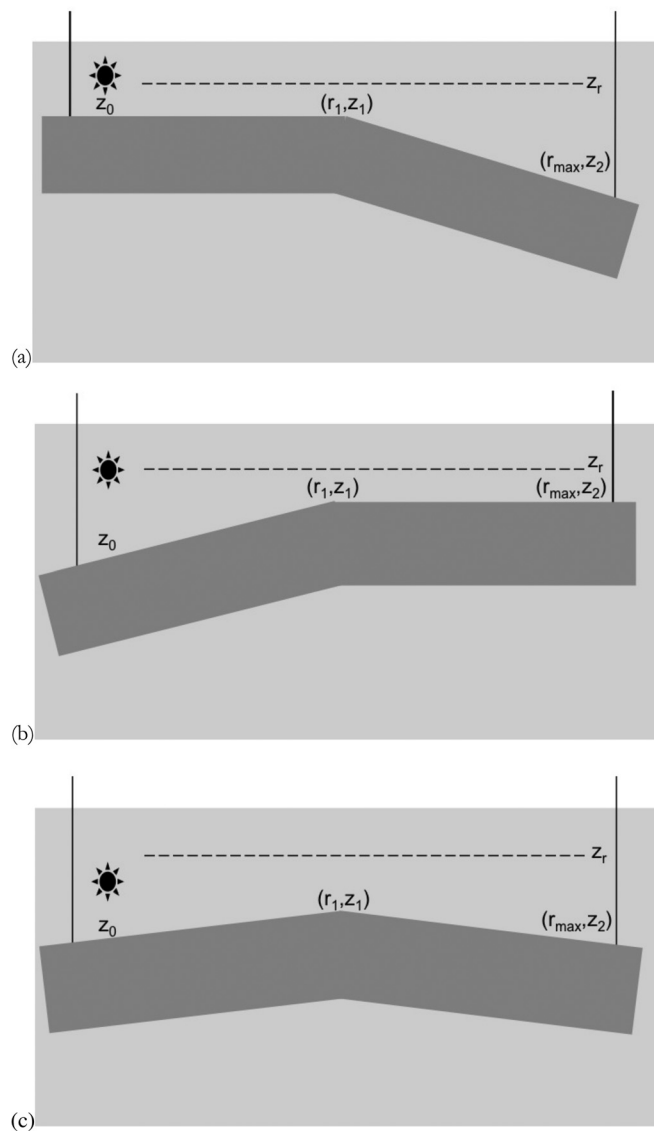 z₀
(r₁,z₁)
zᵣ
(rₘₐₓ,z₂)
(a)
z₀
(r₁,z₁)
zᵣ
(rₘₐₓ,z₂)
(b)
z₀
(r₁,z₁)
zᵣ
(rₘₐₓ,z₂)
(c)